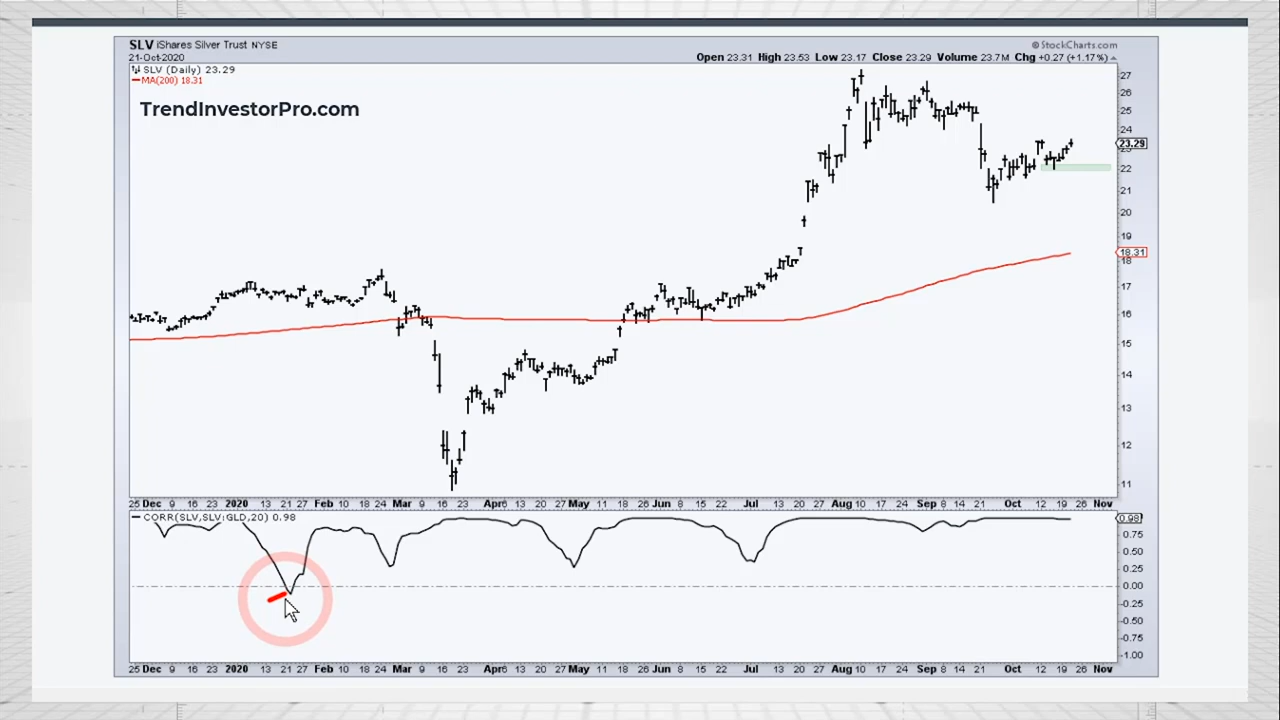 SLV iShares Silver Trust NYSE
© StockCharts.com
21-Oct-2020
Open 23.31 High 23.53 Low 23.17 Close 23.29 Volume 23.7M Chg +0.27 (+1.17%)
SLV (Daily) 23.29
MA(200) 18.31
TrendInvestorPro.com
27
26
25
24
23.29
23
22
21
20
19
18.31
18
17
16
15
14
13
12
11
25 Dec 9 16 23 2020 13 21 27 Feb 10 18 24 Mar 9 16 23 Apr6 13 20 27 May 11 18 26 Jun 8 15 22 Jul 13 20 27 Aug 10 17 24 Sep 8 14 21 Oct 12 19 26 Nov
CORR(SLV,SLV:GLD,20) 0.98
0.98
0.75
0.50
0.25
0.00
-0.25
-0.50
-0.75
-1.00
25 Dec 9 16 23 2020 13 21 27 Feb 10 18 24 Mar 9 16 23 Apr6 13 20 27 May 11 18 26 Jun 8 15 22 Jul 13 20 27 Aug 10 17 24 Sep 8 14 21 Oct 12 19 26 Nov